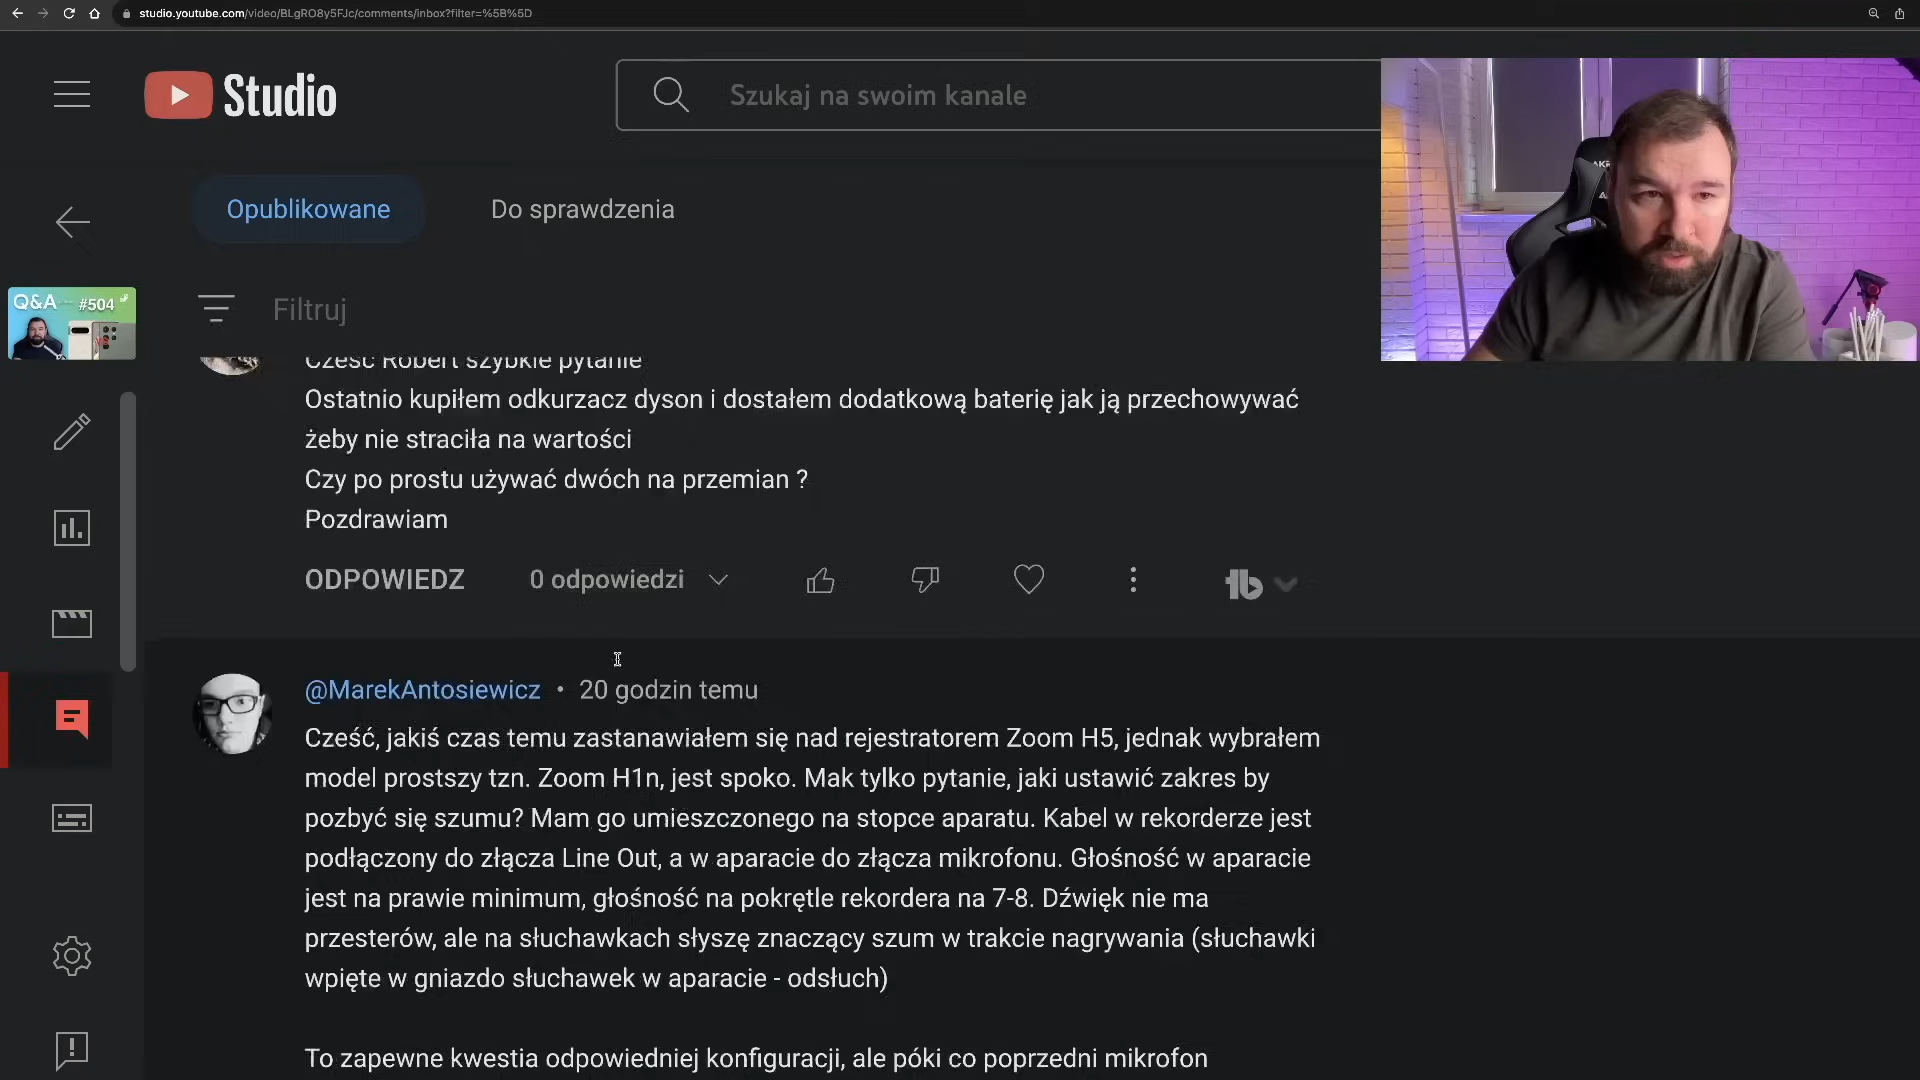 studio.youtube.com/video/BLgRO8y5FJc/comments/inbox?filter=%5B%5D
Studio
Szukaj na swoim kanale
Opublikowane
Do sprawdzenia
Q&A #504
Filtruj
Cześć Robert szybkie pytanie
Ostatnio kupiłem odkurzacz dyson i dostałem dodatkową baterię jak ją przechowywać
żeby nie straciła na wartości
Czy po prostu używać dwóch na przemian ?
Pozdrawiam
ODPOWIEDZ
0 odpowiedzi
@MarekAntosiewicz • 20 godzin temu
Cześć, jakiś czas temu zastanawiałem się nad rejestratorem Zoom H5, jednak wybrałem
model prostszy tzn. Zoom H1n, jest spoko. Mak tylko pytanie, jaki ustawić zakres by
pozbyć się szumu? Mam go umieszczonego na stopce aparatu. Kabel w rekorderze jest
podłączony do złącza Line Out, a w aparacie do złącza mikrofonu. Głośność w aparacie
jest na prawie minimum, głośność na pokrętle rekordera na 7-8. Dźwięk nie ma
przesterów, ale na słuchawkach słyszę znaczący szum w trakcie nagrywania (słuchawki
wpięte w gniazdo słuchawek w aparacie - odsłuch)
To zapewne kwestia odpowiedniej konfiguracji, ale póki co poprzedni mikrofon